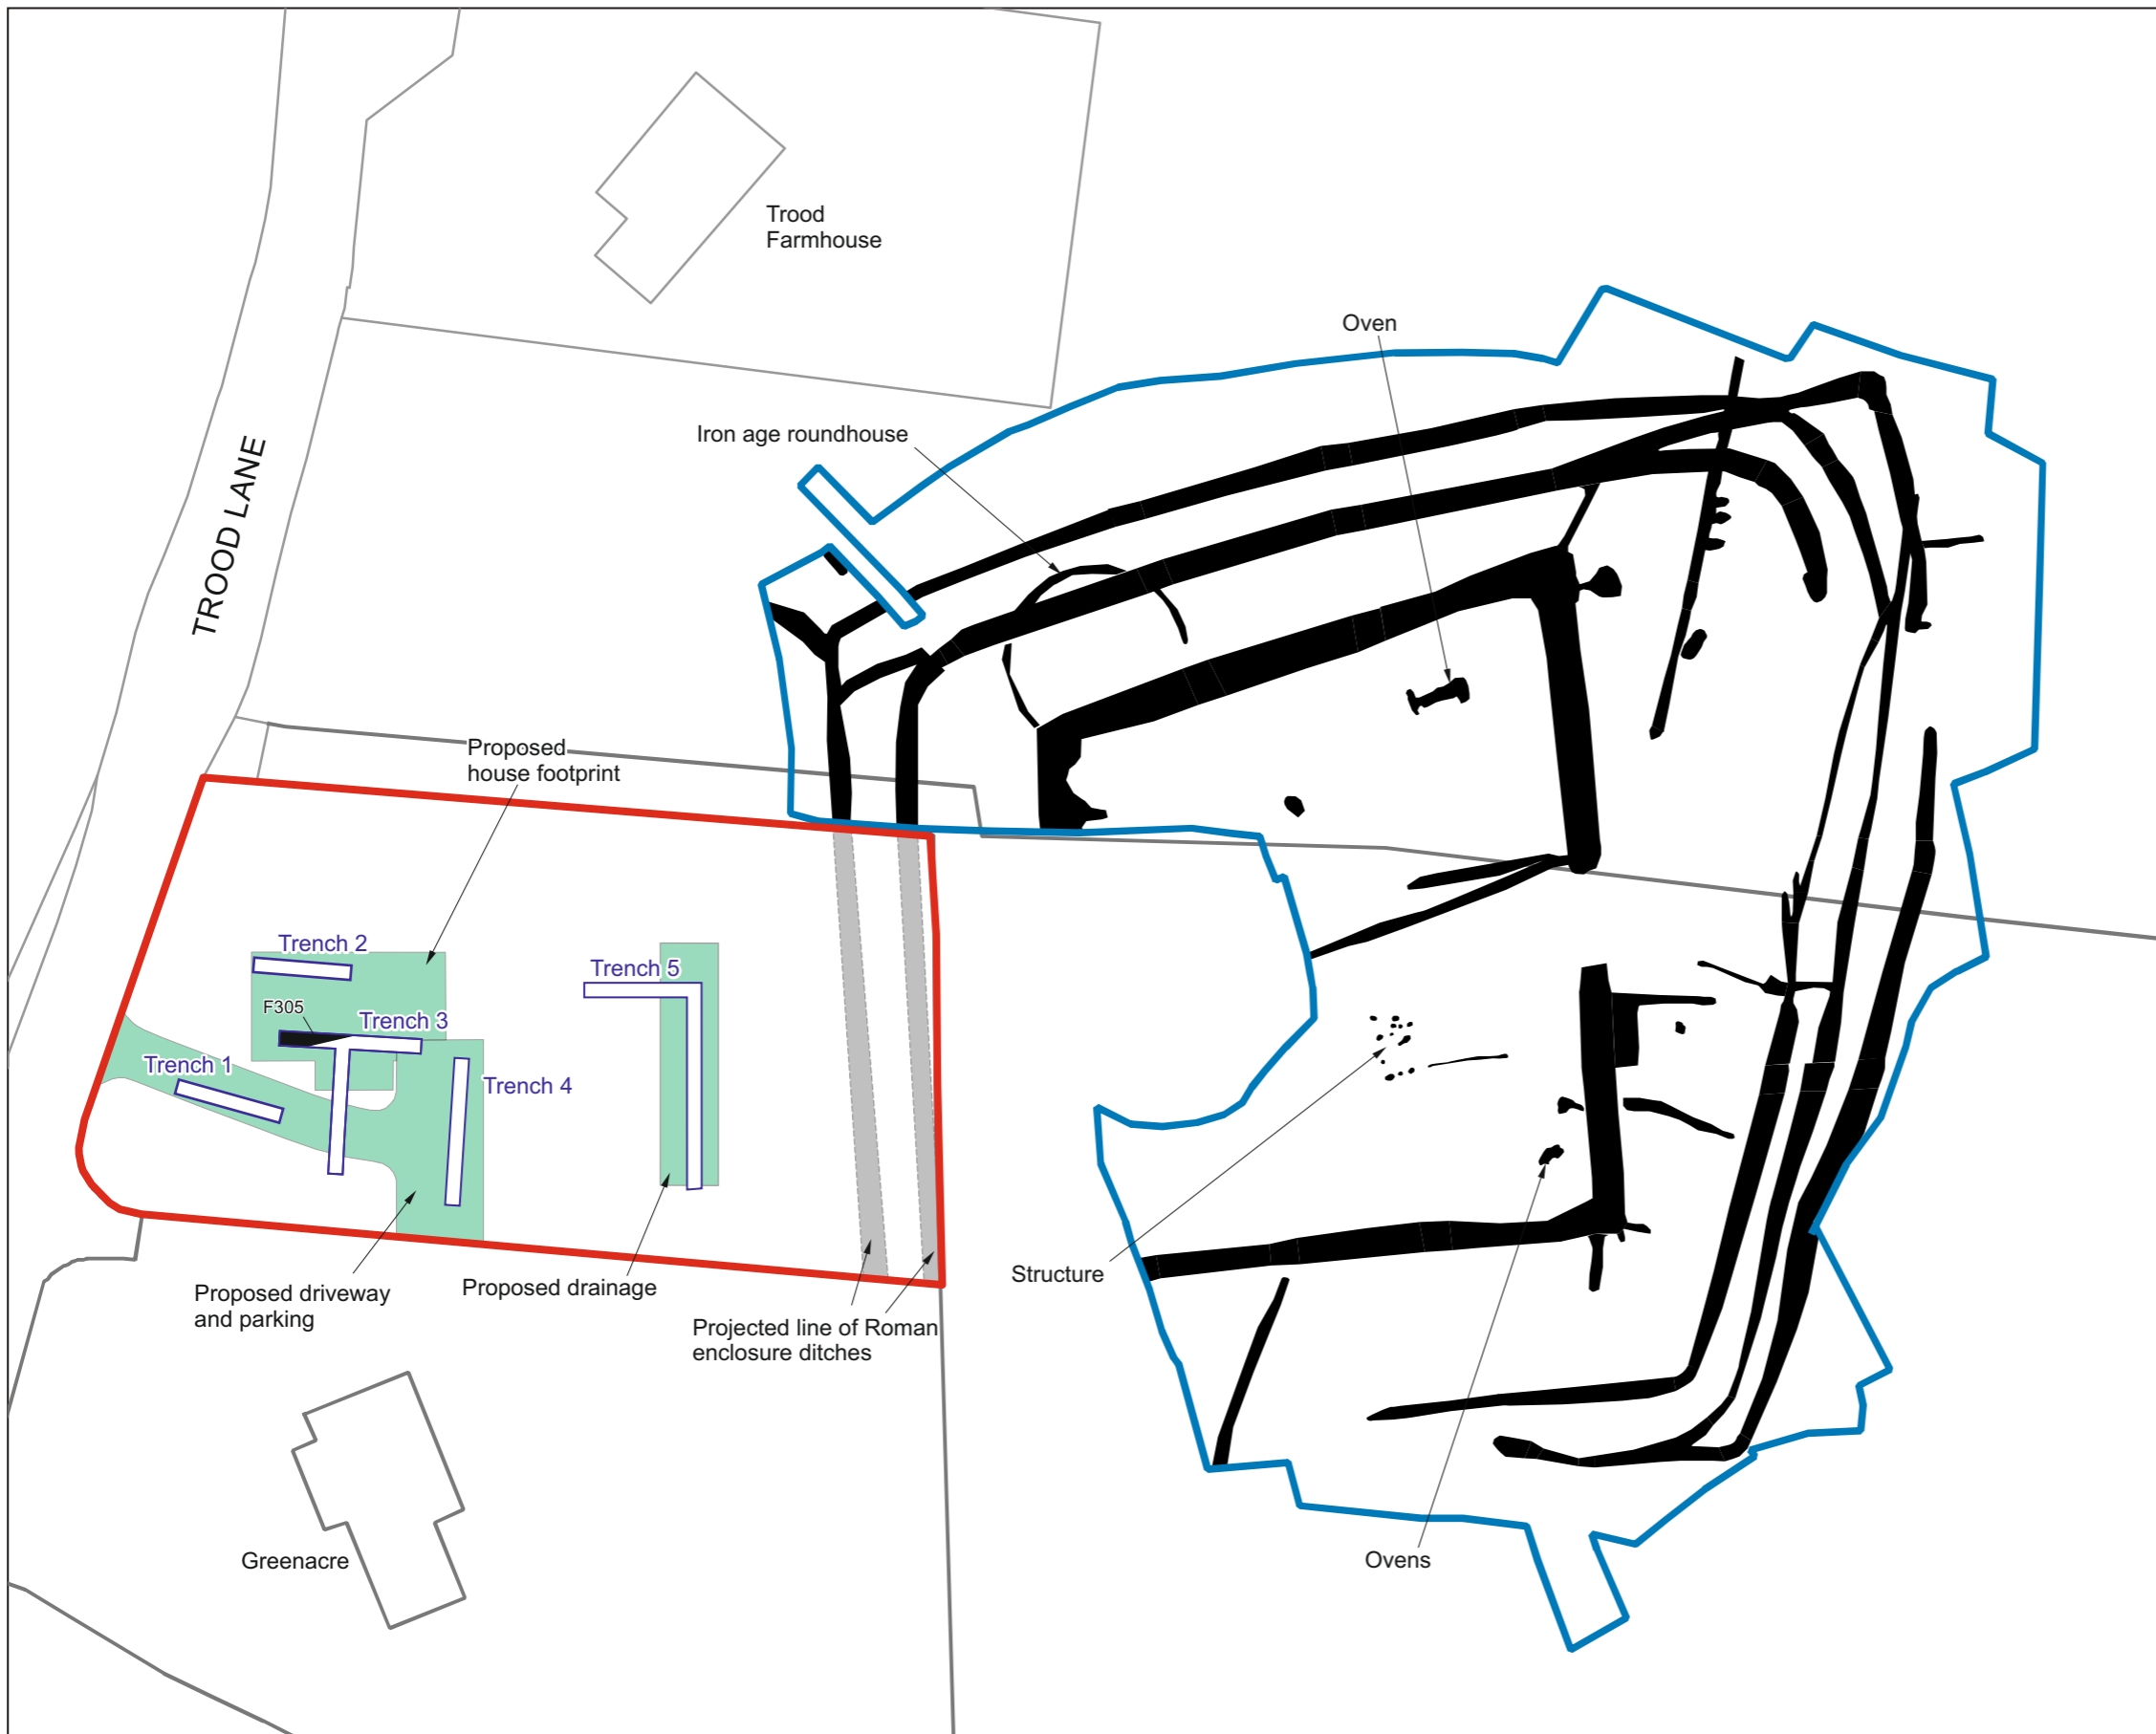 Trood
Farmhouse
Oven
Iron age roundhouse
TROOD LANE
Proposed
house footprint
Trench 2
Trench 5
F305
Trench 3
Trench 1
Trench 4
Structure
Proposed driveway
and parking
Proposed drainage
Projected line of Roman
enclosure ditches
Greenacre
Ovens